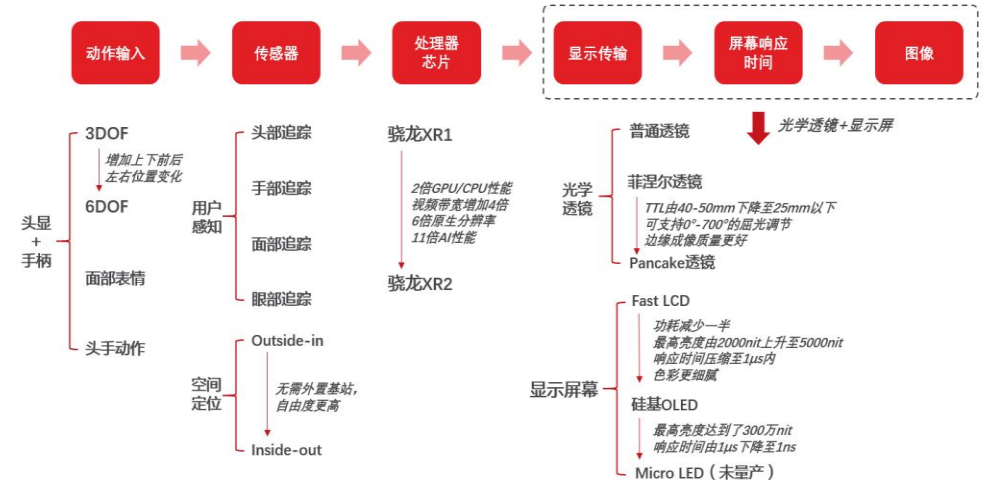 动作输入
传感器
处理器
芯片
显示传输
屏幕响应
时间
图像
光学透镜+显示屏
头显
+
手柄
3DOF
增加上下前后
左右位置变化
6DOF
面部表情
头手动作
用户
感知
头部追踪
手部追踪
面部追踪
眼部追踪
空间
定位
Outside-in
无需外置基站，
自由度更高
Inside-out
骁龙XR1
2倍GPU/CPU性能
视频带宽增加4倍
6倍原生分辨率
11倍AI性能
骁龙XR2
光学
透镜
普通透镜
菲涅尔透镜
TTL由40-50mm下降至25mm以下
可支持0°-700°的屈光调节
边缘成像质量更好
Pancake透镜
显示屏幕
Fast LCD
功耗减少一半
最高亮度由2000nit上升至5000nit
响应时间压缩至1μs内
色彩更细腻
硅基OLED
最高亮度达到了300万nit
响应时间由1μs下降至1ns
Micro LED（未量产）